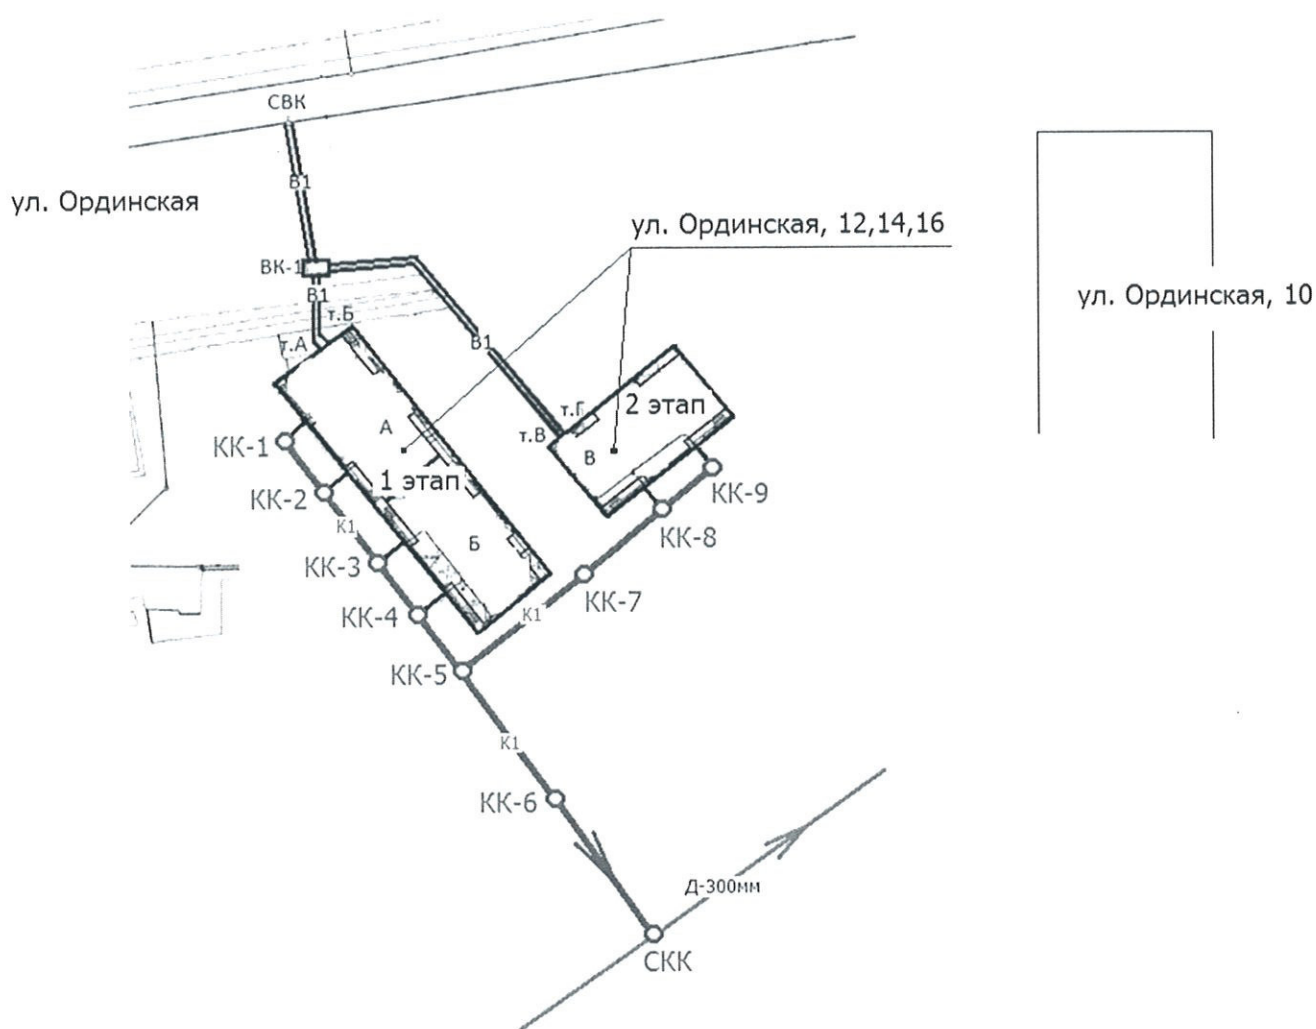 СВК
В1
ул. Ординская
ул. Ординская, 12,14,16
ВК-1
В1
ул. Ординская, 10
т.Б
т.А
В1
2 этап
т.Г
т.В
А
В
КК-1
1 этап
КК-9
КК-2
К1
КК-8
Б
КК-3
КК-7
КК-4
К1
КК-5
К1
КК-6
Д-300мм
СКК